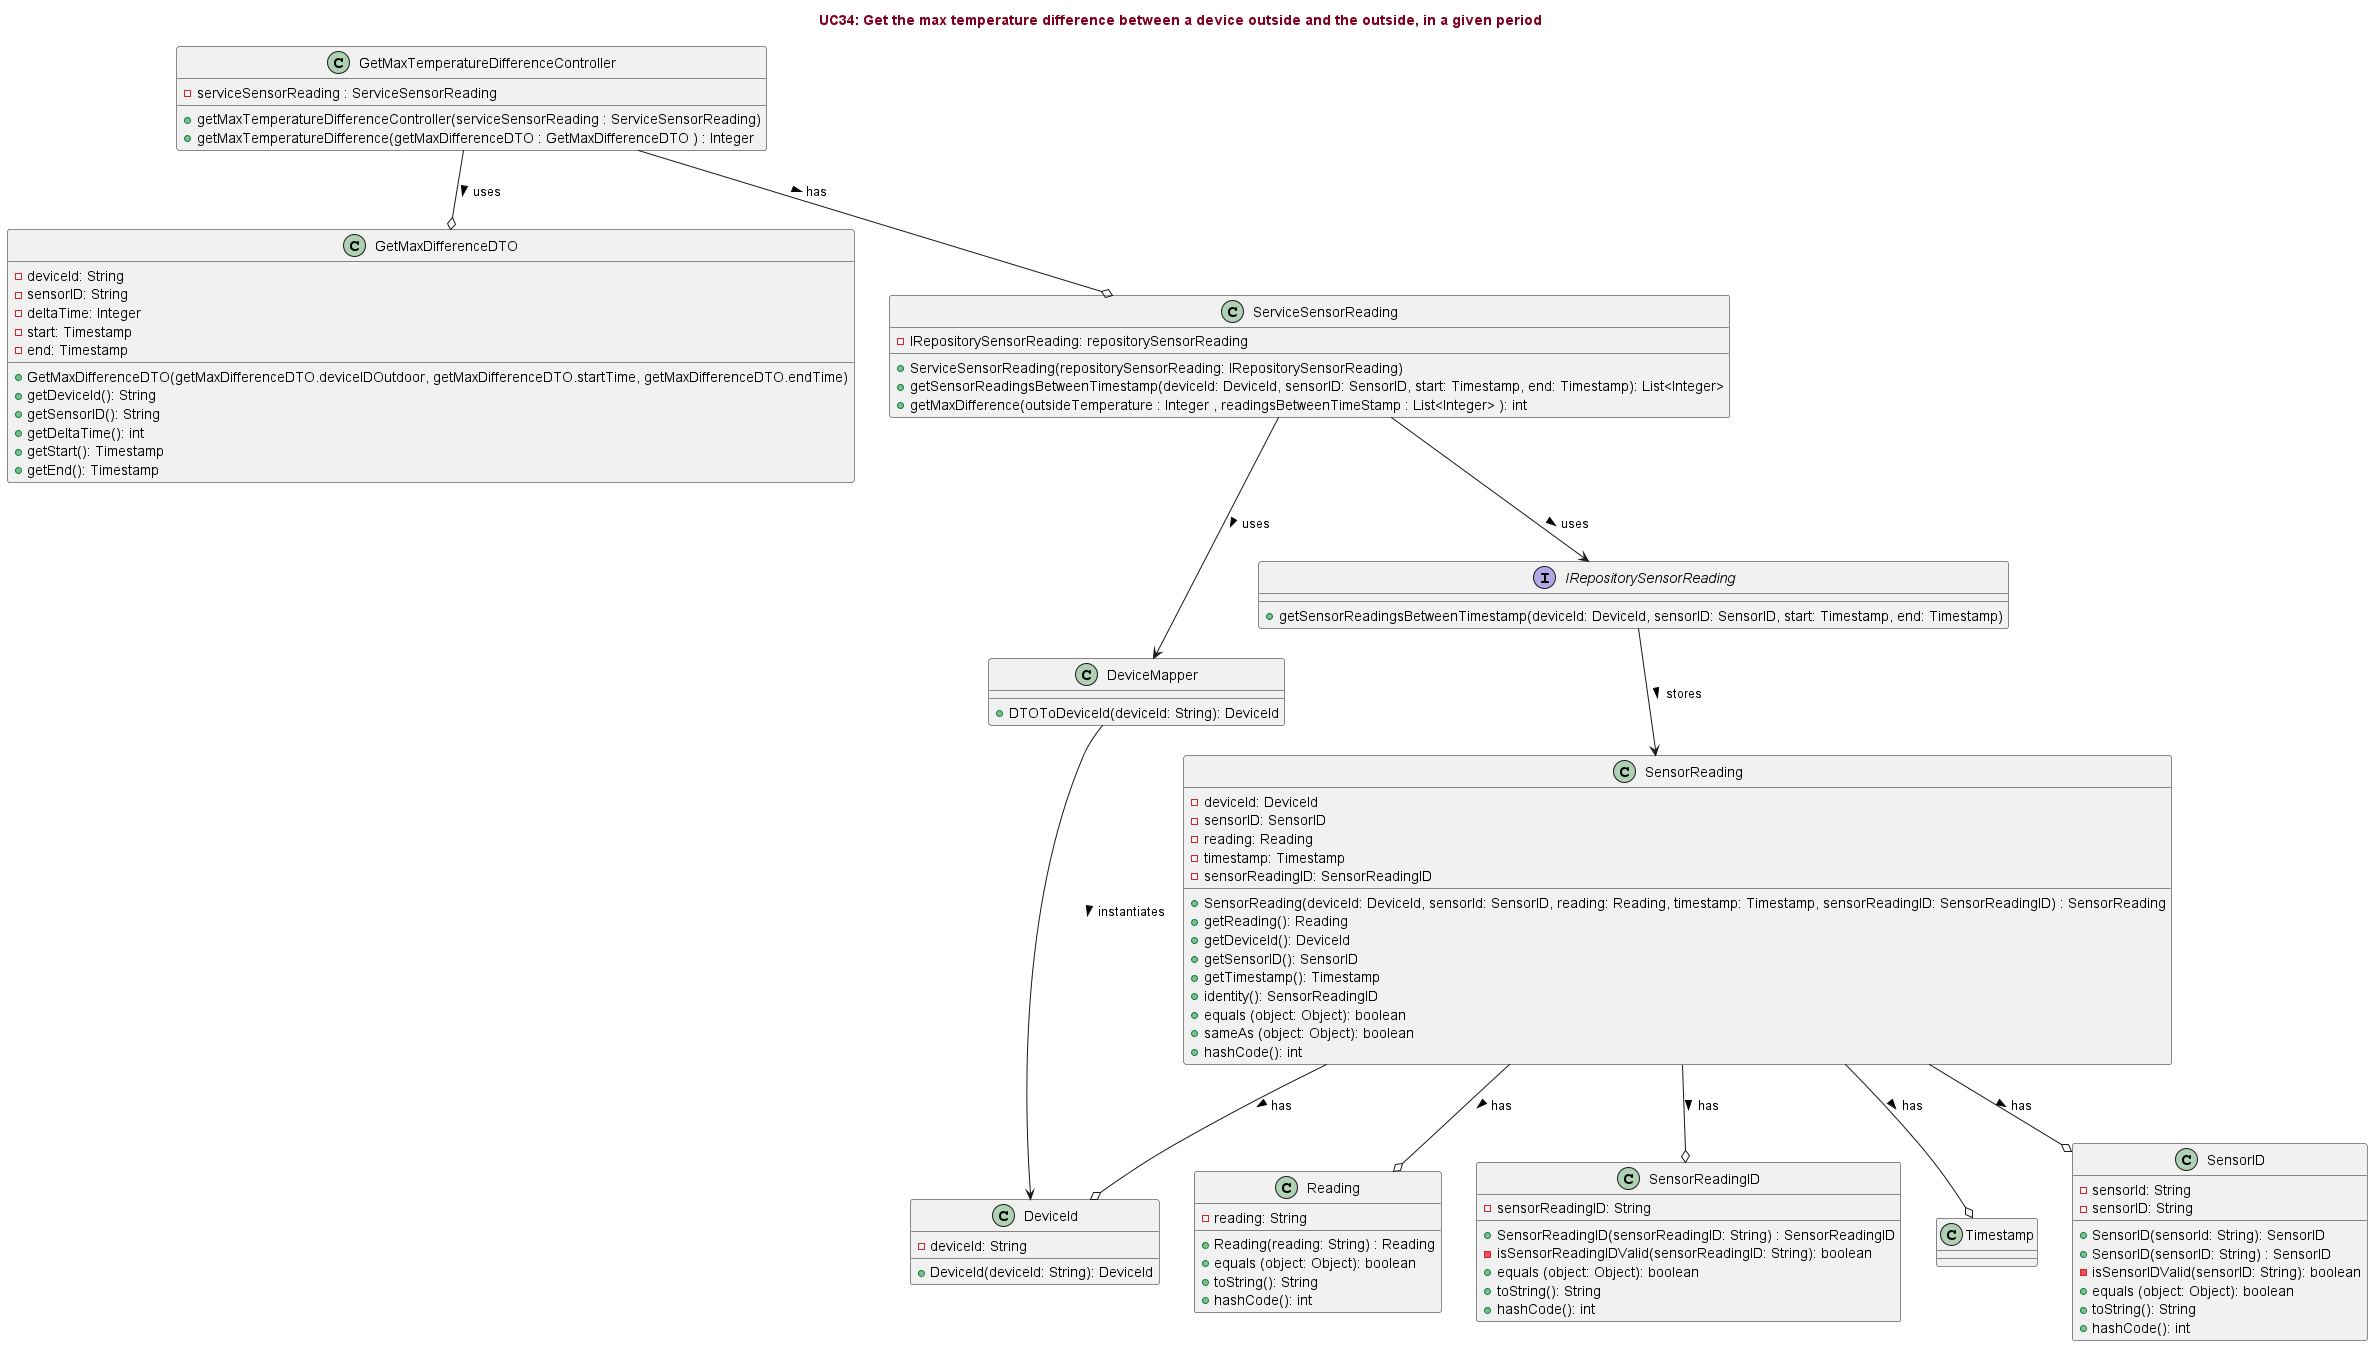 UC34: Get the max temperature difference between a device outside and the outside, in a given period
C GetMaxTemperatureDifferenceController
serviceSensorReading : ServiceSensorReading
getMaxTemperatureDifferenceController(serviceSensorReading : ServiceSensorReading)
getMaxTemperatureDifference(getMaxDifferenceDTO : GetMaxDifferenceDTO ) : Integer
uses
has
C GetMaxDifferenceDTO
deviceId: String
sensorID: String
deltaTime: Integer
start: Timestamp
end: Timestamp
GetMaxDifferenceDTO(getMaxDifferenceDTO.deviceIDOutdoor, getMaxDifferenceDTO.startTime, getMaxDifferenceDTO.endTime)
getDeviceId(): String
getSensorID(): String
getDeltaTime(): int
getStart(): Timestamp
getEnd(): Timestamp
C ServiceSensorReading
IRepositorySensorReading: repositorySensorReading
ServiceSensorReading(repositorySensorReading: IRepositorySensorReading)
getSensorReadingsBetweenTimestamp(deviceId: DeviceId, sensorID: SensorID, start: Timestamp, end: Timestamp): List<Integer>
getMaxDifference(outsideTemperature : Integer , readingsBetweenTimeStamp : List<Integer> ): int
uses
uses
I IRepositorySensorReading
getSensorReadingsBetweenTimestamp(deviceId: DeviceId, sensorID: SensorID, start: Timestamp, end: Timestamp)
C DeviceMapper
DTOToDeviceId(deviceId: String): DeviceId
stores
C SensorReading
deviceId: DeviceId
sensorID: SensorID
reading: Reading
timestamp: Timestamp
sensorReadingID: SensorReadingID
SensorReading(deviceId: DeviceId, sensorId: SensorID, reading: Reading, timestamp: Timestamp, sensorReadingID: SensorReadingID) : SensorReading
getReading(): Reading
getDeviceId(): DeviceId
getSensorID(): SensorID
getTimestamp(): Timestamp
identity(): SensorReadingID
equals (object: Object): boolean
sameAs (object: Object): boolean
hashCode(): int
instantiates
has
has
has
has
has
C DeviceId
deviceId: String
DeviceId(deviceId: String): DeviceId
C Reading
reading: String
Reading(reading: String) : Reading
equals (object: Object): boolean
toString(): String
hashCode(): int
C SensorReadingID
sensorReadingID: String
SensorReadingID(sensorReadingID: String) : SensorReadingID
isSensorReadingIDValid(sensorReadingID: String): boolean
equals (object: Object): boolean
toString(): String
hashCode(): int
C Timestamp
C SensorID
sensorId: String
sensorID: String
SensorID(sensorId: String): SensorID
SensorID(sensorID: String) : SensorID
isSensorIDValid(sensorID: String): boolean
equals (object: Object): boolean
toString(): String
hashCode(): int